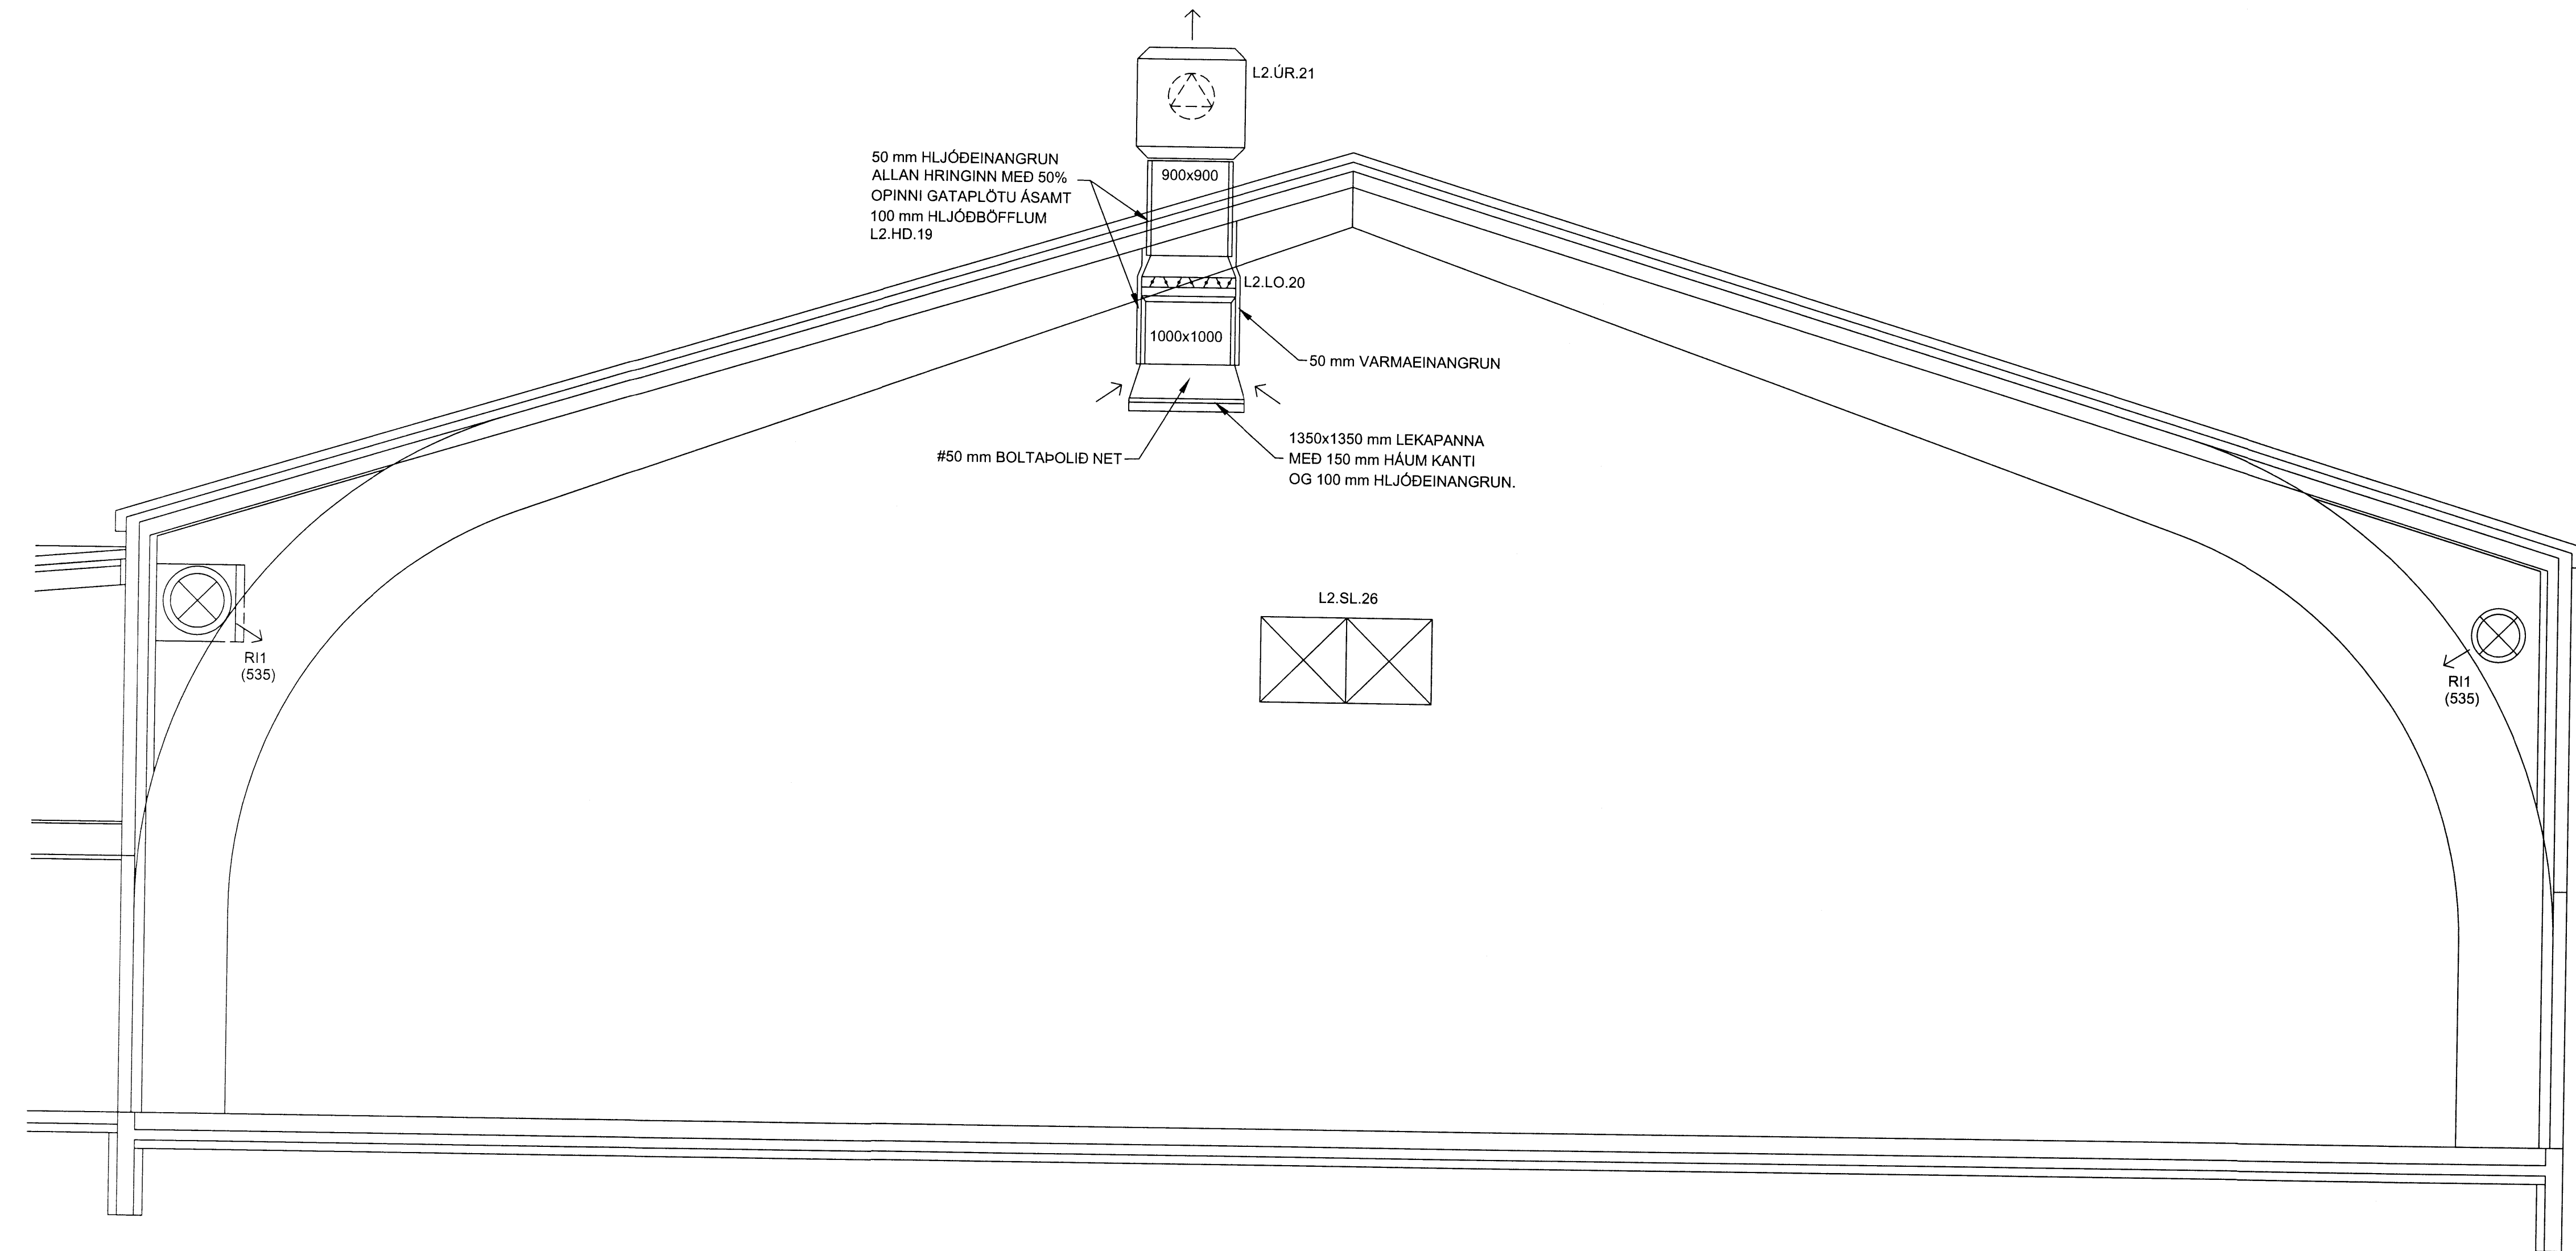 L2.ÚR.21
50 mm HLJÓÐEINANGRUN
ALLAN HRINGINN MEÐ 50%
OPINNI GATAPLÖTU ÁSAMT
100 mm HLJÓÐBÖFFLUM
L2.HD.19
900x900
L2.LO.20
1000x1000
50 mm VARMAEINANGRUN
#50 mm BOLTAÞOLIÐ NET
1350x1350 mm LEKAPANNA
MEÐ 150 mm HÁUM KANTI
OG 100 mm HLJÓÐEINANGRUN.
L2.SL.26
RI1
(535)
RI1
(535)